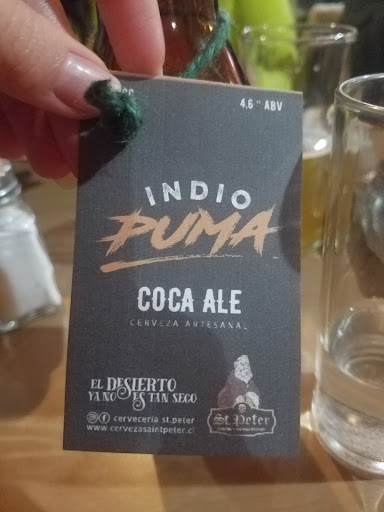 4.6° ABV
INDIO
PUMA
COCA ALE
CERVEZA ARTESANAL
EL DESIERTO
YA NO ES TAN SECO
cervecería st.peter
www.cervezasaintpeter.cl
St. Peter